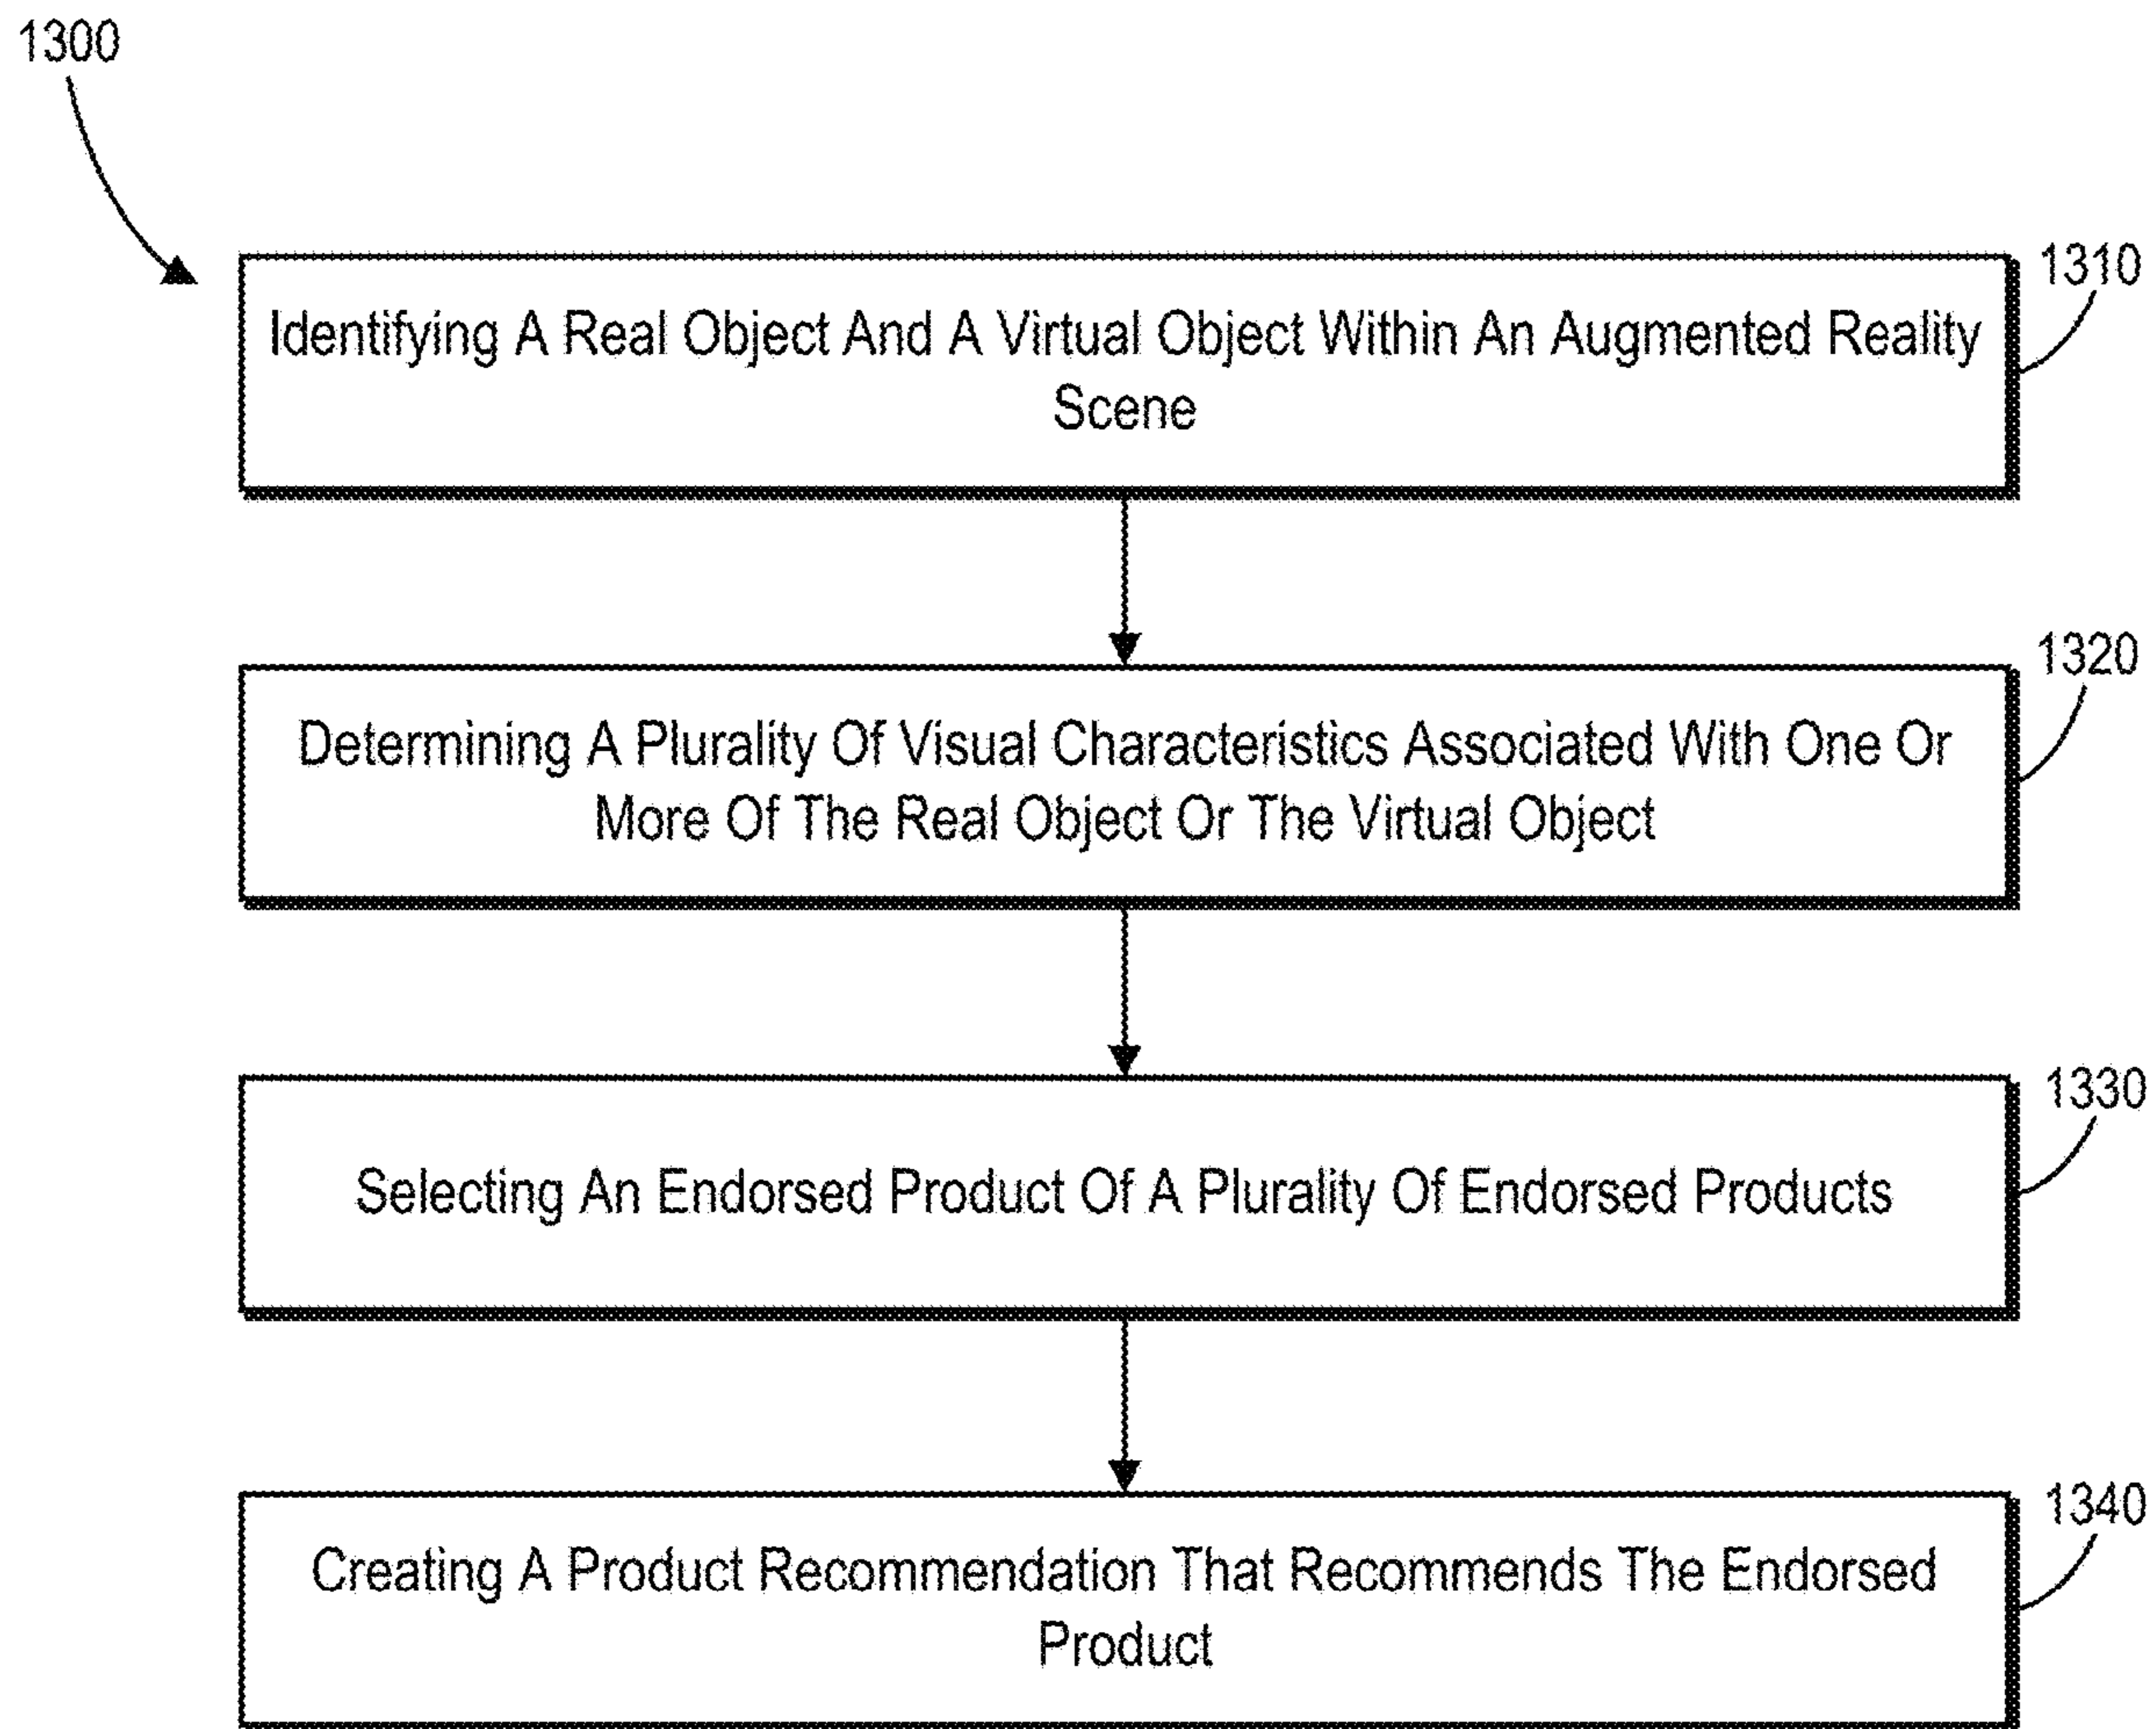 1300
1310
Identifying A Real Object And A Virtual Object Within An Augmented Reality
Scene
1320
Determining A Plurality Of Visual Characteristics Associated With One Or
More Of The Real Object Or The Virtual Object
1330
Selecting An Endorsed Product Of A Plurality Of Endorsed Products
1340
Creating A Product Recommendation That Recommends The Endorsed
Product